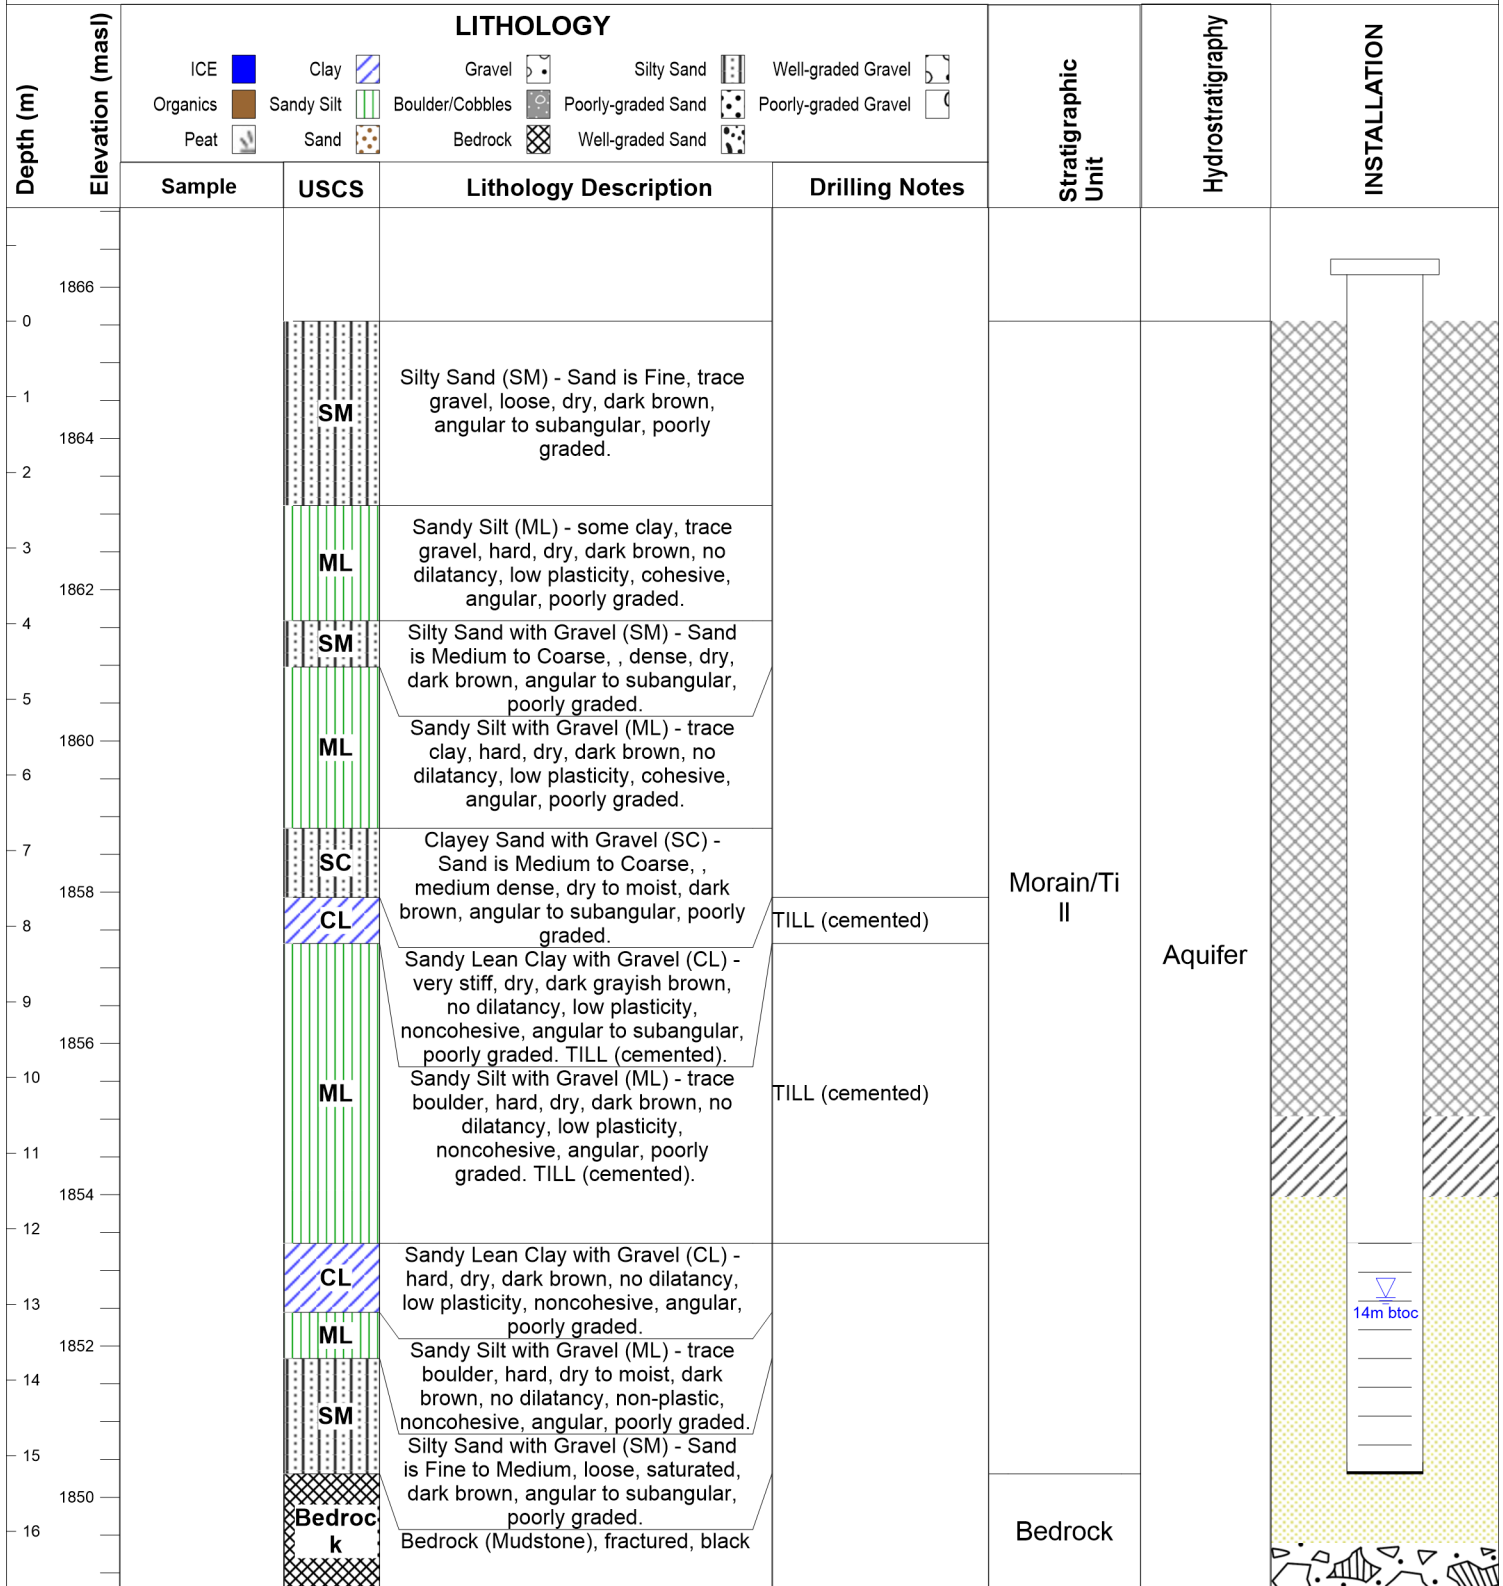 LITHOLOGY
ICE
Clay
Gravel
Silty Sand
Well-graded Gravel
Organics
Sandy Silt
Boulder/Cobbles
Poorly-graded Sand
Poorly-graded Gravel
Peat
Sand
Bedrock
Well-graded Sand
Depth (m)
Elevation (masl)
Sample
USCS
Lithology Description
Drilling Notes
Stratigraphic
Unit
Hydrostratigraphy
INSTALLATION
1866
0
1
1864
2
3
1862
4
5
1860
6
7
1858
8
9
1856
10
11
1854
12
13
1852
14
15
1850
16
SM
Silty Sand (SM) - Sand is Fine, trace
gravel, loose, dry, dark brown,
angular to subangular, poorly
graded.
ML
Sandy Silt (ML) - some clay, trace
gravel, hard, dry, dark brown, no
dilatancy, low plasticity, cohesive,
angular, poorly graded.
SM
Silty Sand with Gravel (SM) - Sand
is Medium to Coarse, , dense, dry,
dark brown, angular to subangular,
poorly graded.
ML
Sandy Silt with Gravel (ML) - trace
clay, hard, dry, dark brown, no
dilatancy, low plasticity, cohesive,
angular, poorly graded.
SC
Clayey Sand with Gravel (SC) -
Sand is Medium to Coarse, ,
medium dense, dry to moist, dark
brown, angular to subangular, poorly
graded.
CL
Sandy Lean Clay with Gravel (CL) -
very stiff, dry, dark grayish brown,
no dilatancy, low plasticity,
noncohesive, angular to subangular,
poorly graded. TILL (cemented).
TILL (cemented)
ML
Sandy Silt with Gravel (ML) - trace
boulder, hard, dry, dark brown, no
dilatancy, low plasticity,
noncohesive, angular, poorly
graded. TILL (cemented).
TILL (cemented)
CL
Sandy Lean Clay with Gravel (CL) -
hard, dry, dark brown, no dilatancy,
low plasticity, noncohesive, angular,
poorly graded.
ML
Sandy Silt with Gravel (ML) - trace
boulder, hard, dry to moist, dark
brown, no dilatancy, non-plastic,
noncohesive, angular, poorly graded.
SM
Silty Sand with Gravel (SM) - Sand
is Fine to Medium, loose, saturated,
dark brown, angular to subangular,
poorly graded.
Bedroc
k
Bedrock (Mudstone), fractured, black
Morain/Ti
ll
Bedrock
Aquifer
14m btoc